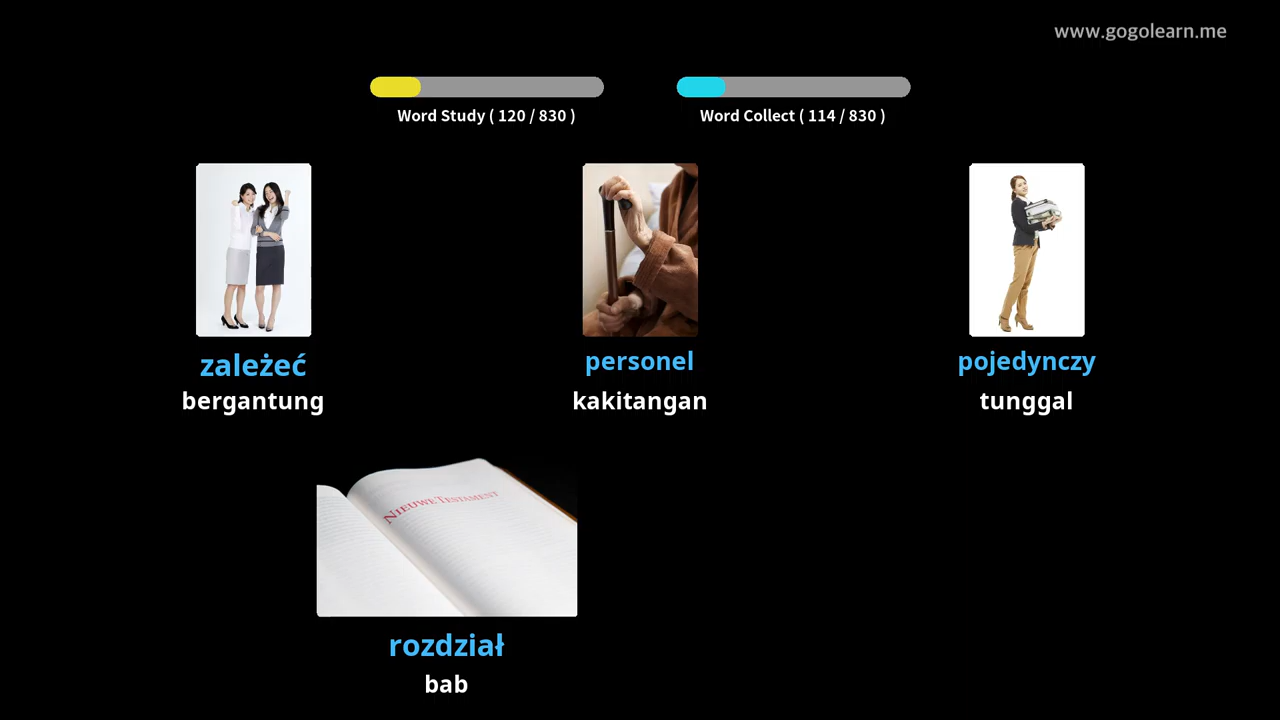 www.gogolearn.me
Word Study ( 120 / 830 )
Word Collect ( 114 / 830 )
zależeć
bergantung
personel
kakitangan
pojedynczy
tunggal
NIEUWE TESTAMENT
rozdział
bab